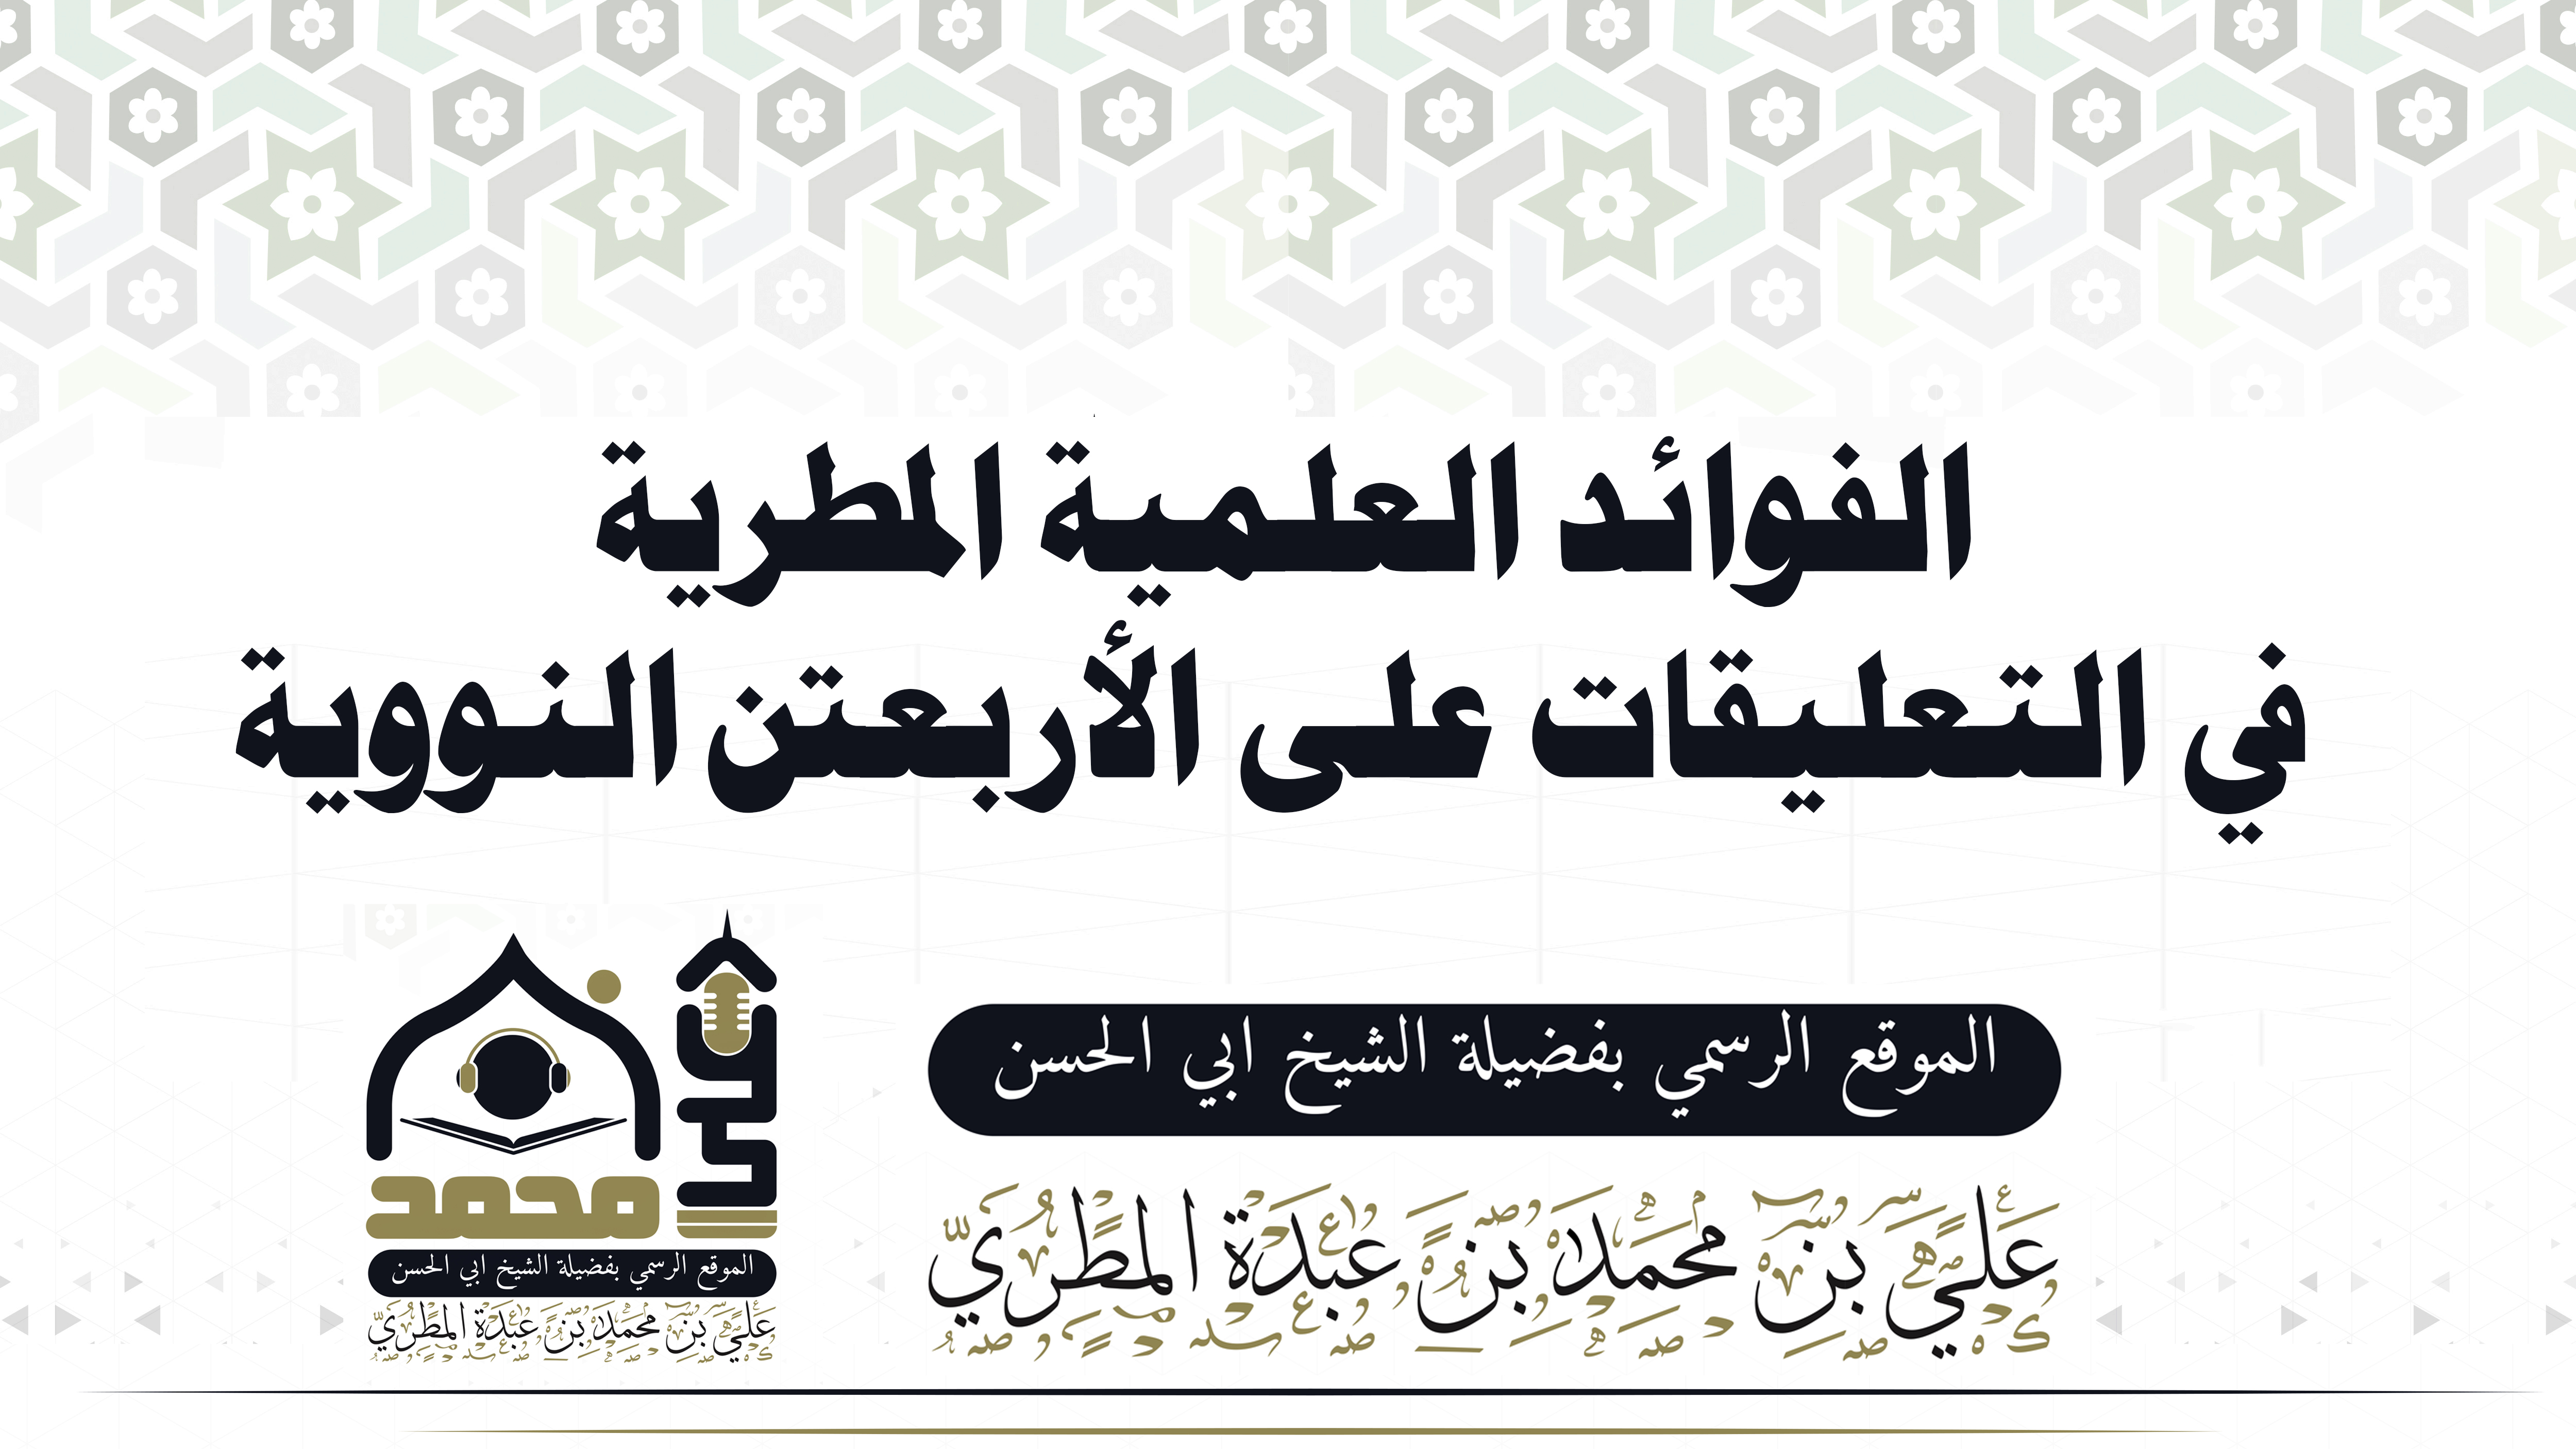 الفوائد العلمية المطرية
في التعليقات على الأربعتن النووية
الموقع الرسمي بفضيلة الشيخ ابي الحسن
علي بن محمد بن عبدة المطري
علي
محمد
الموقع الرسمي بفضيلة الشيخ ابي الحسن
علي بن محمد بن عبدة المطري